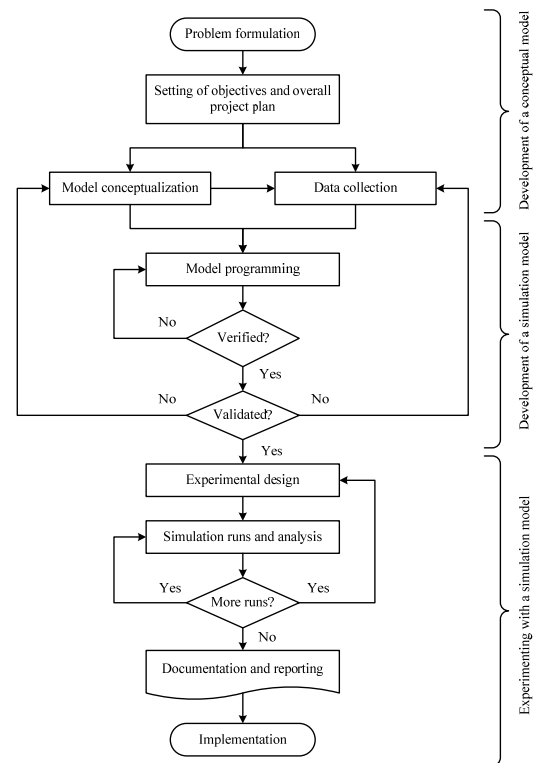 Problem formulation
Setting of objectives and overall
project plan
Model conceptualization
Data collection
Model programming
No
Verified?
Yes
No
Validated?
No
Yes
Experimental design
Simulation runs and analysis
Yes
More runs?
Yes
No
Documentation and reporting
Implementation
Development of a conceptual model
Development of a simulation model
Experimenting with a simulation model